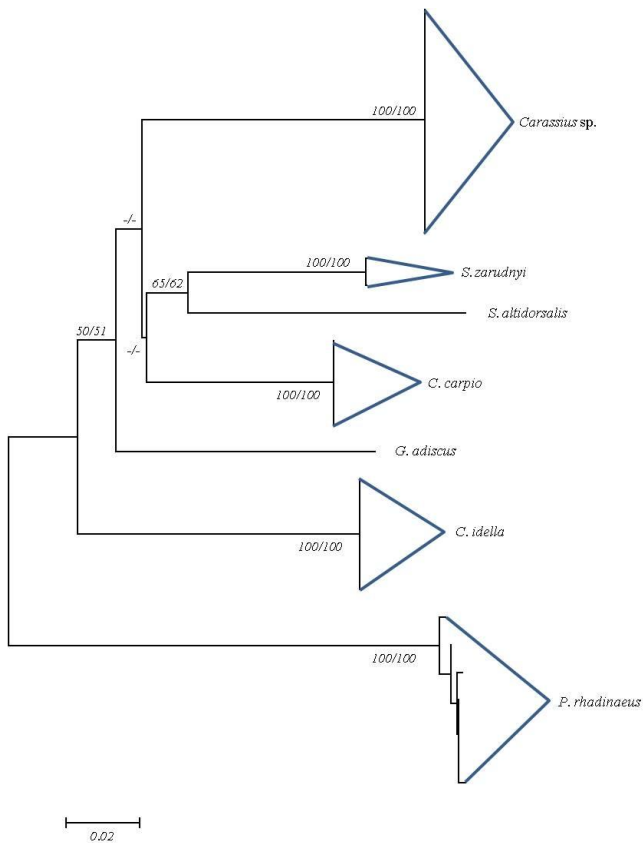 100/100
Carassius sp.
-/-
100/100
S. zarudnyi
65/62
S. altidorsalis
50/51
-/-
C. carpio
100/100
G. adiscus
C. idella
100/100
100/100
P. rhadinaeus
0.02